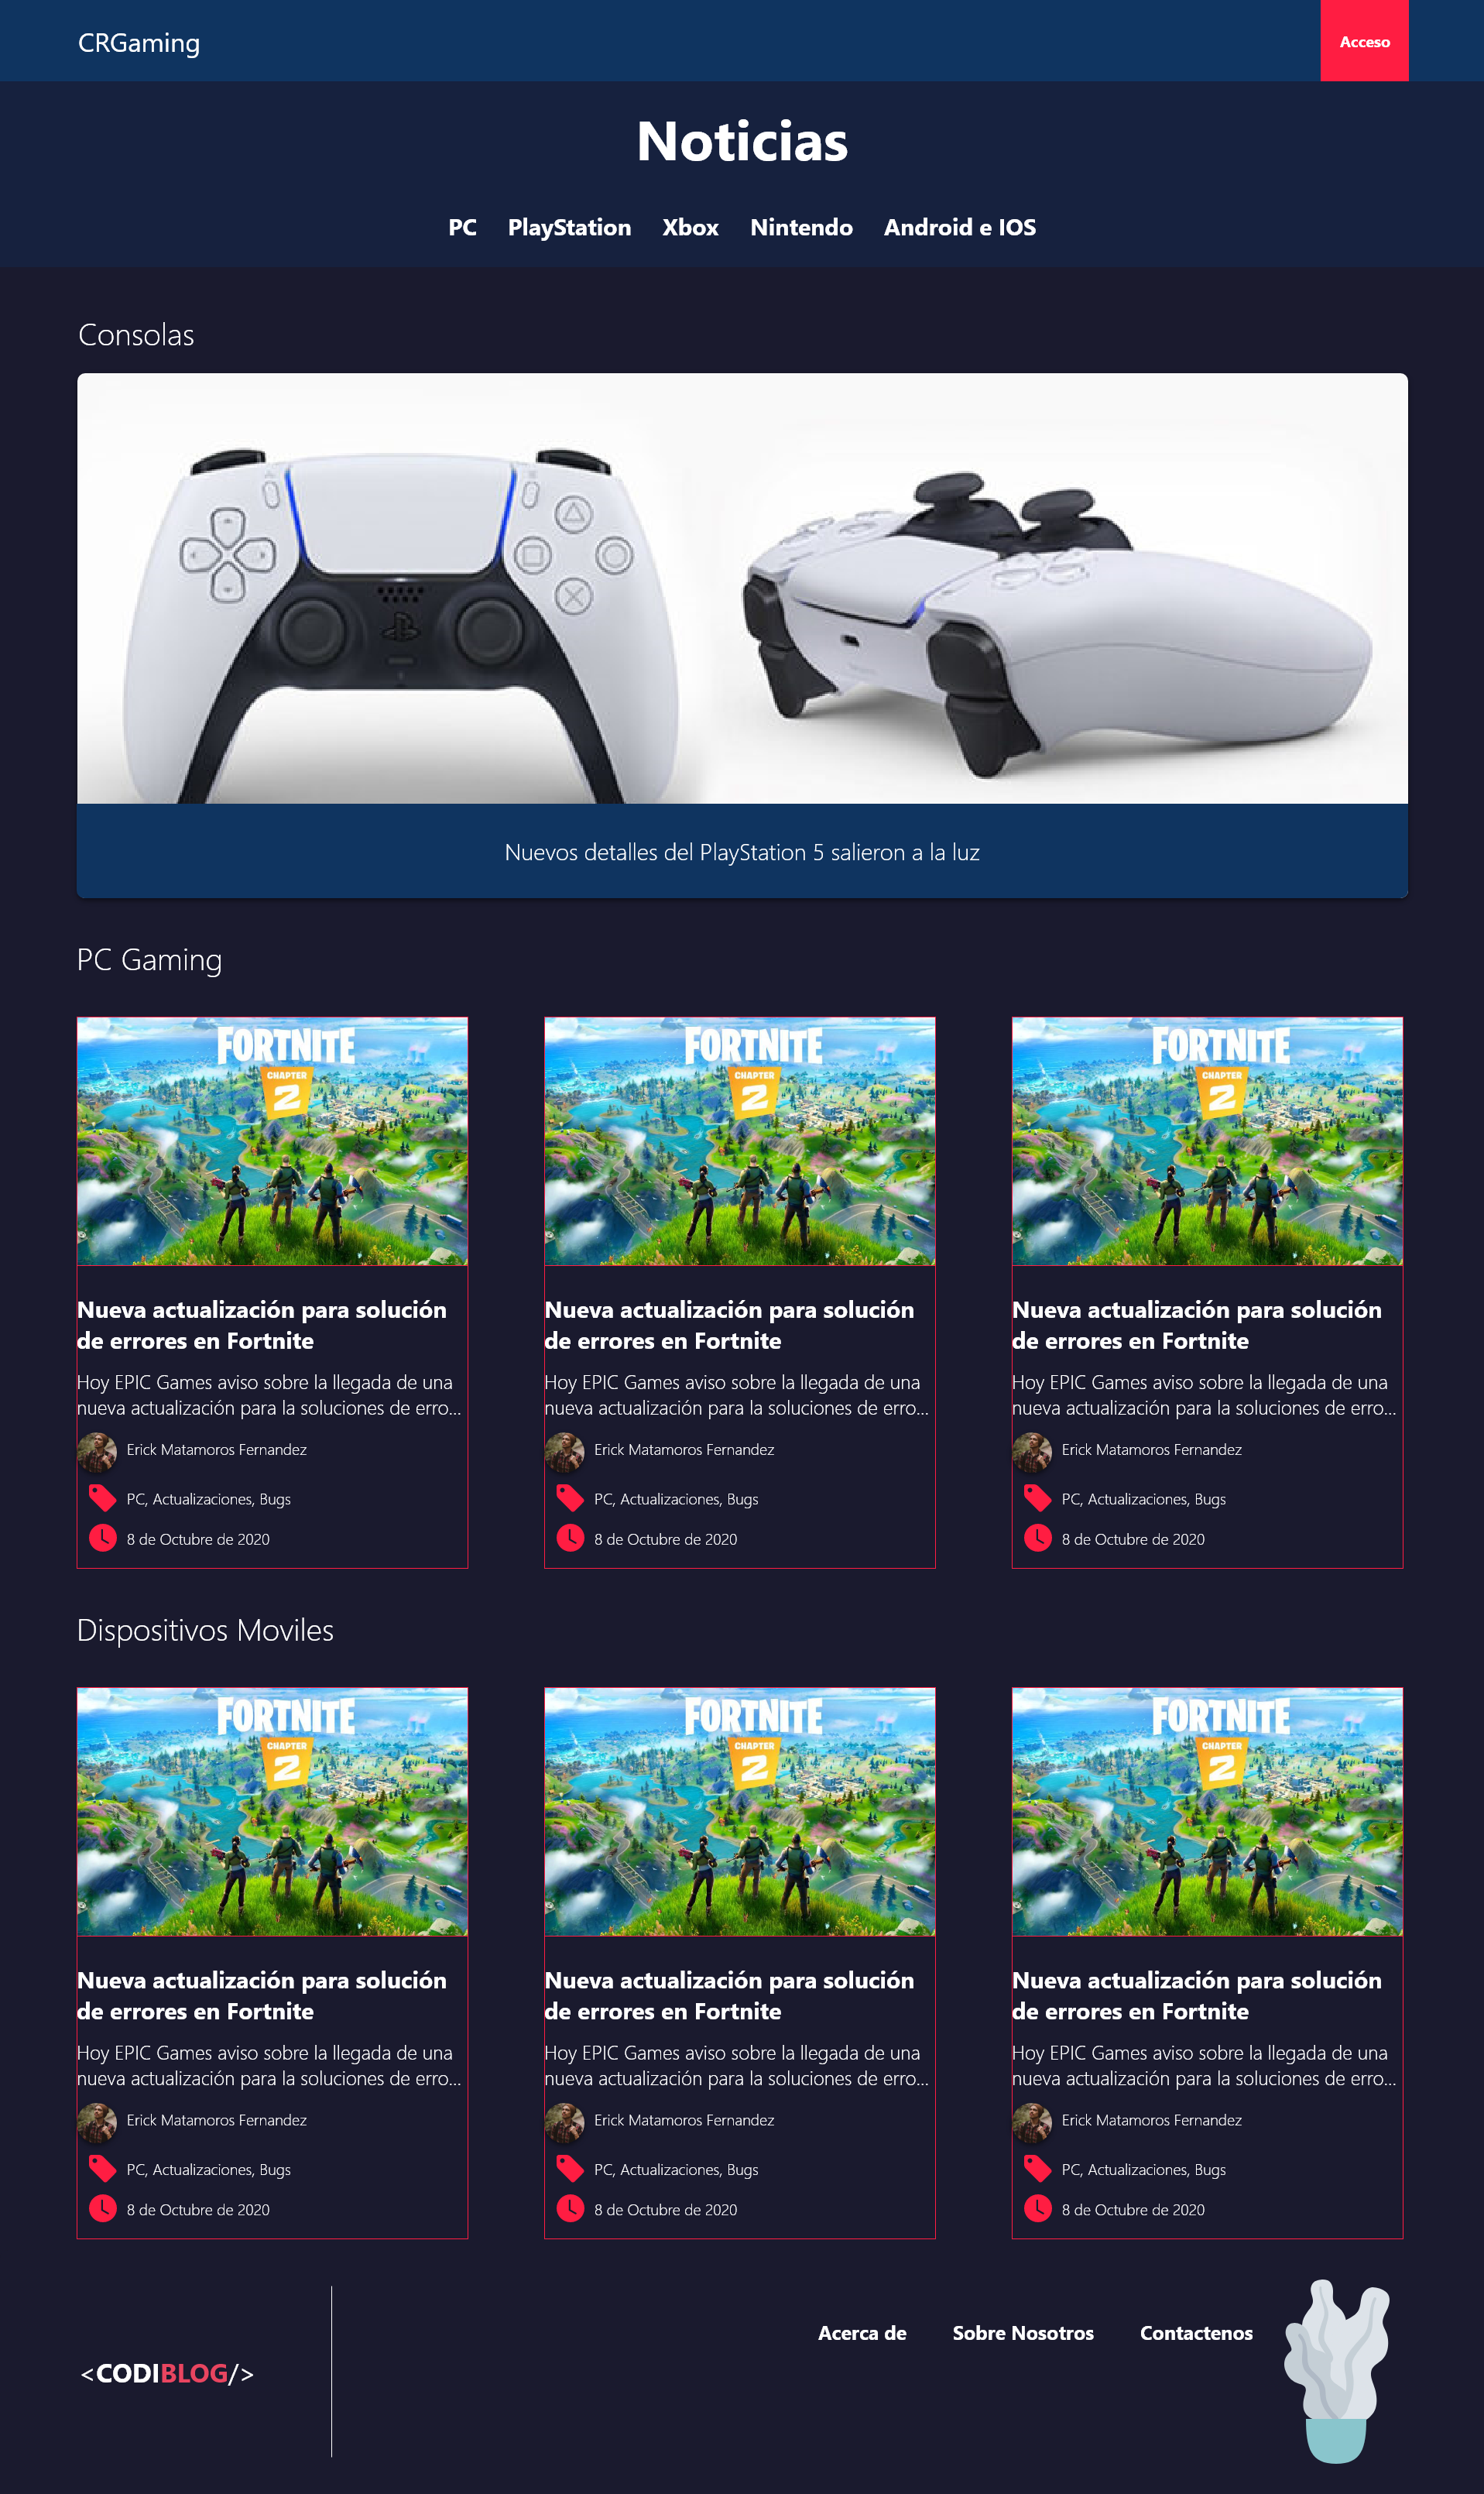 CRGaming
Acceso
Noticias
PC PlayStation Xbox Nintendo Android e IOS
Consolas
Nuevos detalles del PlayStation 5 salieron a la luz
PC Gaming
FORTNITE
CHAPTER
2
Nueva actualización para solución
de errores en Fortnite
Hoy EPIC Games aviso sobre la llegada de una
nueva actualización para la soluciones de erro...
Erick Matamoros Fernandez
PC, Actualizaciones, Bugs
8 de Octubre de 2020
FORTNITE
CHAPTER
2
Nueva actualización para solución
de errores en Fortnite
Hoy EPIC Games aviso sobre la llegada de una
nueva actualización para la soluciones de erro...
Erick Matamoros Fernandez
PC, Actualizaciones, Bugs
8 de Octubre de 2020
FORTNITE
CHAPTER
2
Nueva actualización para solución
de errores en Fortnite
Hoy EPIC Games aviso sobre la llegada de una
nueva actualización para la soluciones de erro...
Erick Matamoros Fernandez
PC, Actualizaciones, Bugs
8 de Octubre de 2020
Dispositivos Moviles
FORTNITE
CHAPTER
2
Nueva actualización para solución
de errores en Fortnite
Hoy EPIC Games aviso sobre la llegada de una
nueva actualización para la soluciones de erro...
Erick Matamoros Fernandez
PC, Actualizaciones, Bugs
8 de Octubre de 2020
FORTNITE
CHAPTER
2
Nueva actualización para solución
de errores en Fortnite
Hoy EPIC Games aviso sobre la llegada de una
nueva actualización para la soluciones de erro...
Erick Matamoros Fernandez
PC, Actualizaciones, Bugs
8 de Octubre de 2020
FORTNITE
CHAPTER
2
Nueva actualización para solución
de errores en Fortnite
Hoy EPIC Games aviso sobre la llegada de una
nueva actualización para la soluciones de erro...
Erick Matamoros Fernandez
PC, Actualizaciones, Bugs
8 de Octubre de 2020
Acerca de Sobre Nosotros Contactenos
<CODIBLOG/>